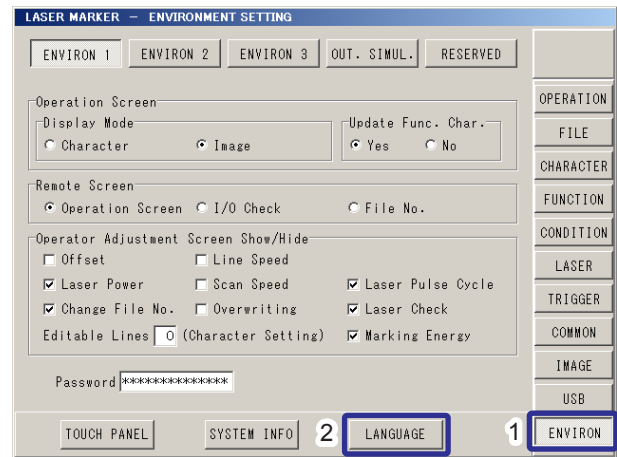 LASER MARKER – ENVIRONMENT SETTING
ENVIRON 1 ENVIRON 2 ENVIRON 3 OUT. SIMUL. RESERVED
Operation Screen
Display Mode
Character Image
Update Func. Char.
Yes No
Remote Screen
Operation Screen I/O Check File No.
Operator Adjustment Screen Show/Hide
Offset Line Speed
Laser Power Scan Speed Laser Pulse Cycle
Change File No. Overwriting Laser Check
Editable Lines 0 (Character Setting) Marking Energy
Password **************
TOUCH PANEL SYSTEM INFO 2 LANGUAGE
OPERATION
FILE
CHARACTER
FUNCTION
CONDITION
LASER
TRIGGER
COMMON
IMAGE
USB
1 ENVIRON